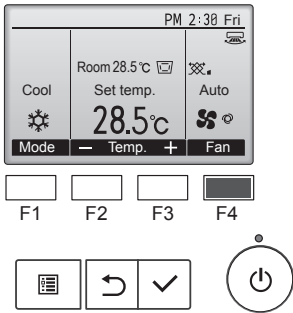 PM 2:30 Fri
Room 28.5℃
Cool Set temp. Auto
28.5℃
Mode − Temp. + Fan
F1 F2 F3 F4